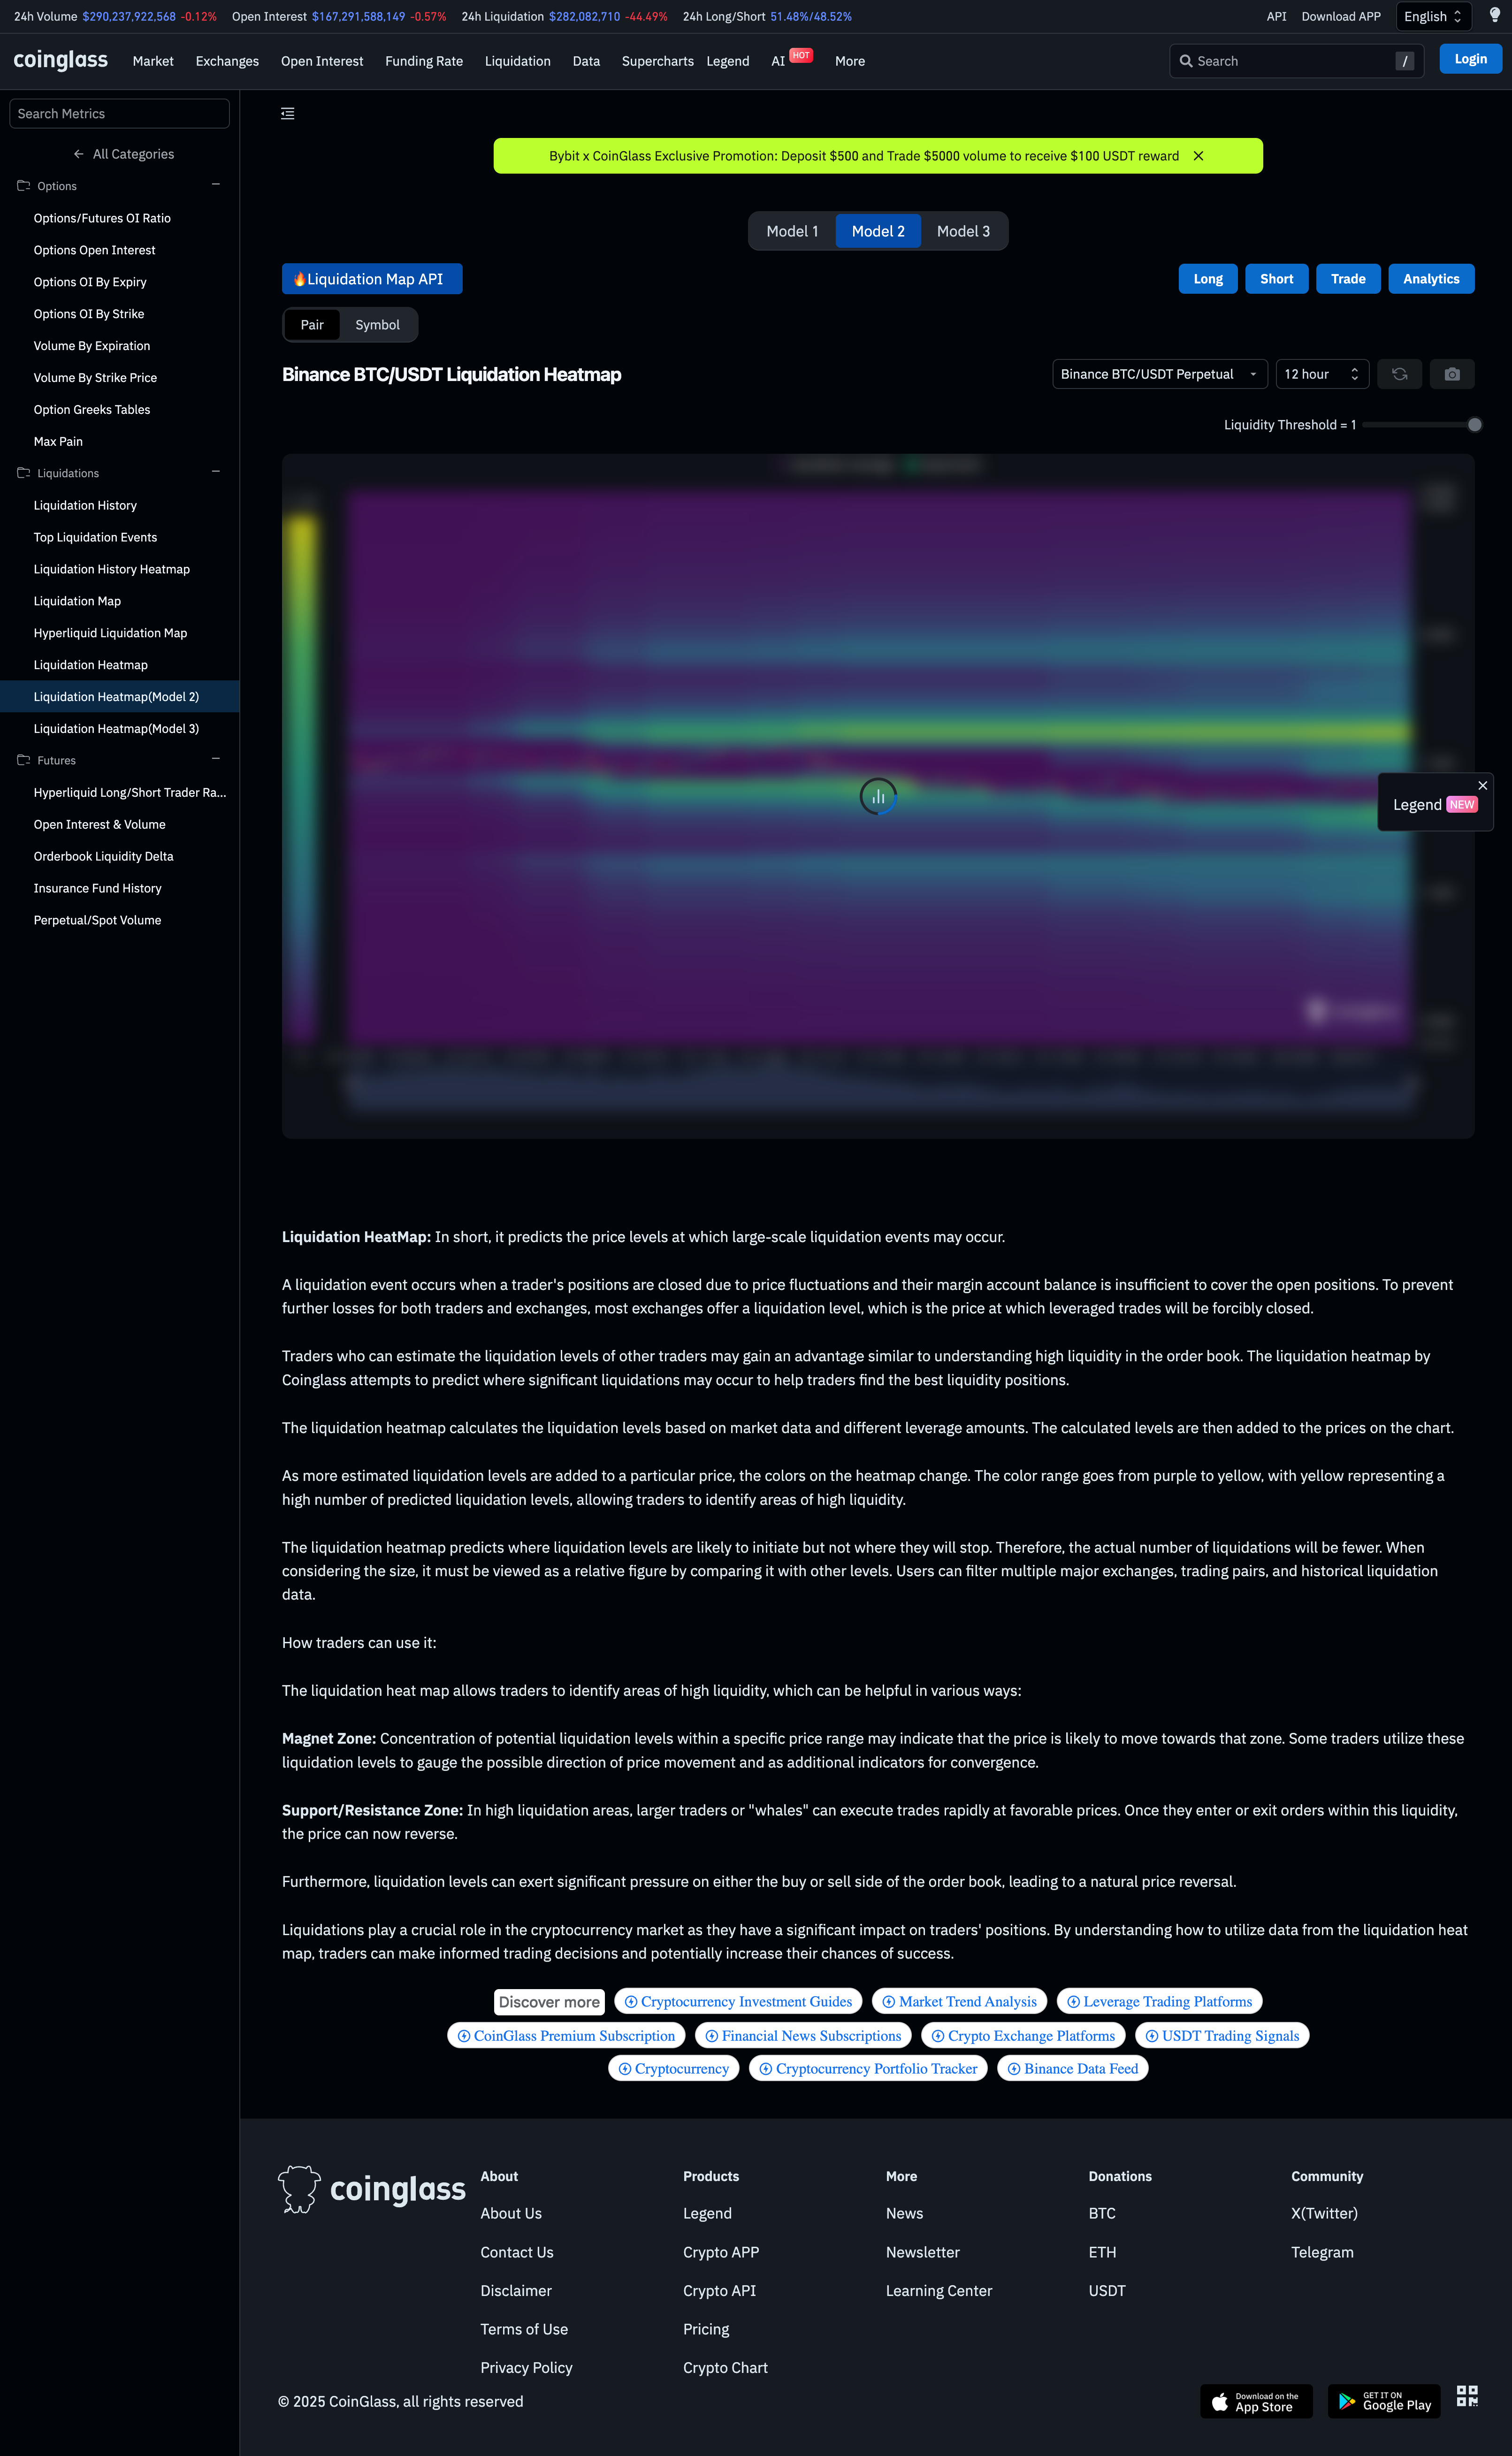 24h Volume $290,237,922,568 -0.12% Open Interest $167,291,588,149 -0.57% 24h Liquidation $282,082,710 -44.49% 24h Long/Short 51.48%/48.52% API Download APP English
coinglass Market Exchanges Open Interest Funding Rate Liquidation Data Supercharts Legend AI HOT More Search / Login
Search Metrics
All Categories
Options
Options/Futures OI Ratio
Options Open Interest
Options OI By Expiry
Options OI By Strike
Volume By Expiration
Volume By Strike Price
Option Greeks Tables
Max Pain
Liquidations
Liquidation History
Top Liquidation Events
Liquidation History Heatmap
Liquidation Map
Hyperliquid Liquidation Map
Liquidation Heatmap
Liquidation Heatmap(Model 2)
Liquidation Heatmap(Model 3)
Futures
Hyperliquid Long/Short Trader Ra...
Open Interest & Volume
Orderbook Liquidity Delta
Insurance Fund History
Perpetual/Spot Volume
Bybit x CoinGlass Exclusive Promotion: Deposit $500 and Trade $5000 volume to receive $100 USDT reward
Model 1 Model 2 Model 3
🔥Liquidation Map API Long Short Trade Analytics
Pair Symbol
Binance BTC/USDT Liquidation Heatmap Binance BTC/USDT Perpetual 12 hour
Liquidity Threshold = 1
Legend NEW
Liquidation HeatMap: In short, it predicts the price levels at which large-scale liquidation events may occur.
A liquidation event occurs when a trader's positions are closed due to price fluctuations and their margin account balance is insufficient to cover the open positions. To prevent
further losses for both traders and exchanges, most exchanges offer a liquidation level, which is the price at which leveraged trades will be forcibly closed.
Traders who can estimate the liquidation levels of other traders may gain an advantage similar to understanding high liquidity in the order book. The liquidation heatmap by
Coinglass attempts to predict where significant liquidations may occur to help traders find the best liquidity positions.
The liquidation heatmap calculates the liquidation levels based on market data and different leverage amounts. The calculated levels are then added to the prices on the chart.
As more estimated liquidation levels are added to a particular price, the colors on the heatmap change. The color range goes from purple to yellow, with yellow representing a
high number of predicted liquidation levels, allowing traders to identify areas of high liquidity.
The liquidation heatmap predicts where liquidation levels are likely to initiate but not where they will stop. Therefore, the actual number of liquidations will be fewer. When
considering the size, it must be viewed as a relative figure by comparing it with other levels. Users can filter multiple major exchanges, trading pairs, and historical liquidation
data.
How traders can use it:
The liquidation heat map allows traders to identify areas of high liquidity, which can be helpful in various ways:
Magnet Zone: Concentration of potential liquidation levels within a specific price range may indicate that the price is likely to move towards that zone. Some traders utilize these
liquidation levels to gauge the possible direction of price movement and as additional indicators for convergence.
Support/Resistance Zone: In high liquidation areas, larger traders or "whales" can execute trades rapidly at favorable prices. Once they enter or exit orders within this liquidity,
the price can now reverse.
Furthermore, liquidation levels can exert significant pressure on either the buy or sell side of the order book, leading to a natural price reversal.
Liquidations play a crucial role in the cryptocurrency market as they have a significant impact on traders' positions. By understanding how to utilize data from the liquidation heat
map, traders can make informed trading decisions and potentially increase their chances of success.
Discover more Cryptocurrency Investment Guides Market Trend Analysis Leverage Trading Platforms
CoinGlass Premium Subscription Financial News Subscriptions Crypto Exchange Platforms USDT Trading Signals
Cryptocurrency Cryptocurrency Portfolio Tracker Binance Data Feed
coinglass
About
About Us
Contact Us
Disclaimer
Terms of Use
Privacy Policy
Products
Legend
Crypto APP
Crypto API
Pricing
Crypto Chart
More
News
Newsletter
Learning Center
Donations
BTC
ETH
USDT
Community
X(Twitter)
Telegram
© 2025 CoinGlass, all rights reserved
Download on the
App Store
GET IT ON
Google Play